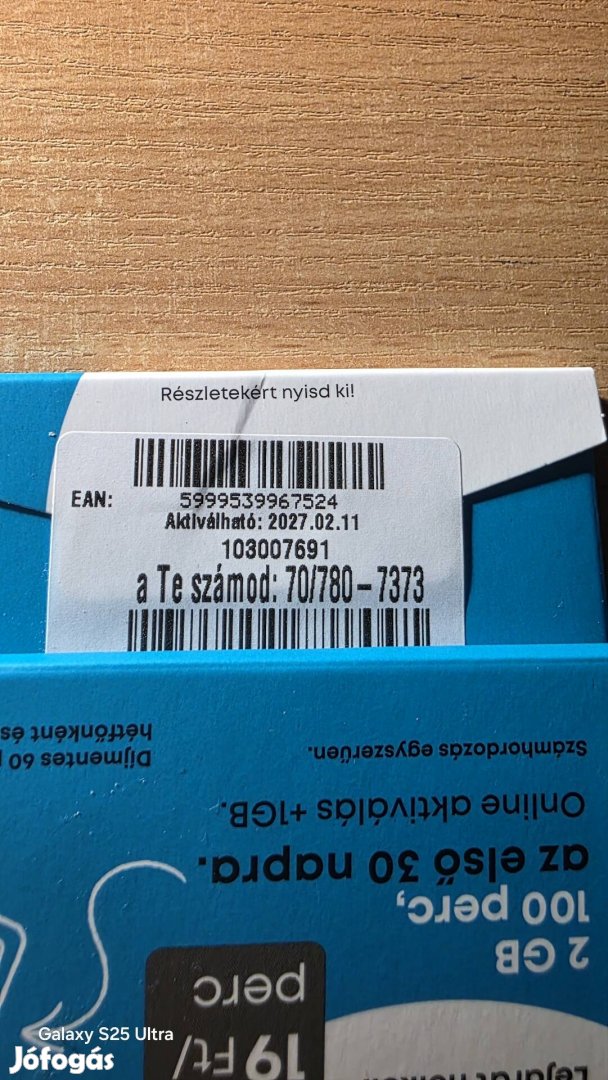 Részletekért nyisd ki!
EAN: 5999539967524
Aktiválható: 2027.02.11
103007691
a Te számod: 70/780-7373
Díjmentes 60
hétfőnként és
Számhordozás egyszerűen.
Online aktiválás +1GB.
az első 30 napra.
100 perc,
2 GB
19 Ft/
perc
Galaxy S25 Ultra
Jófogás